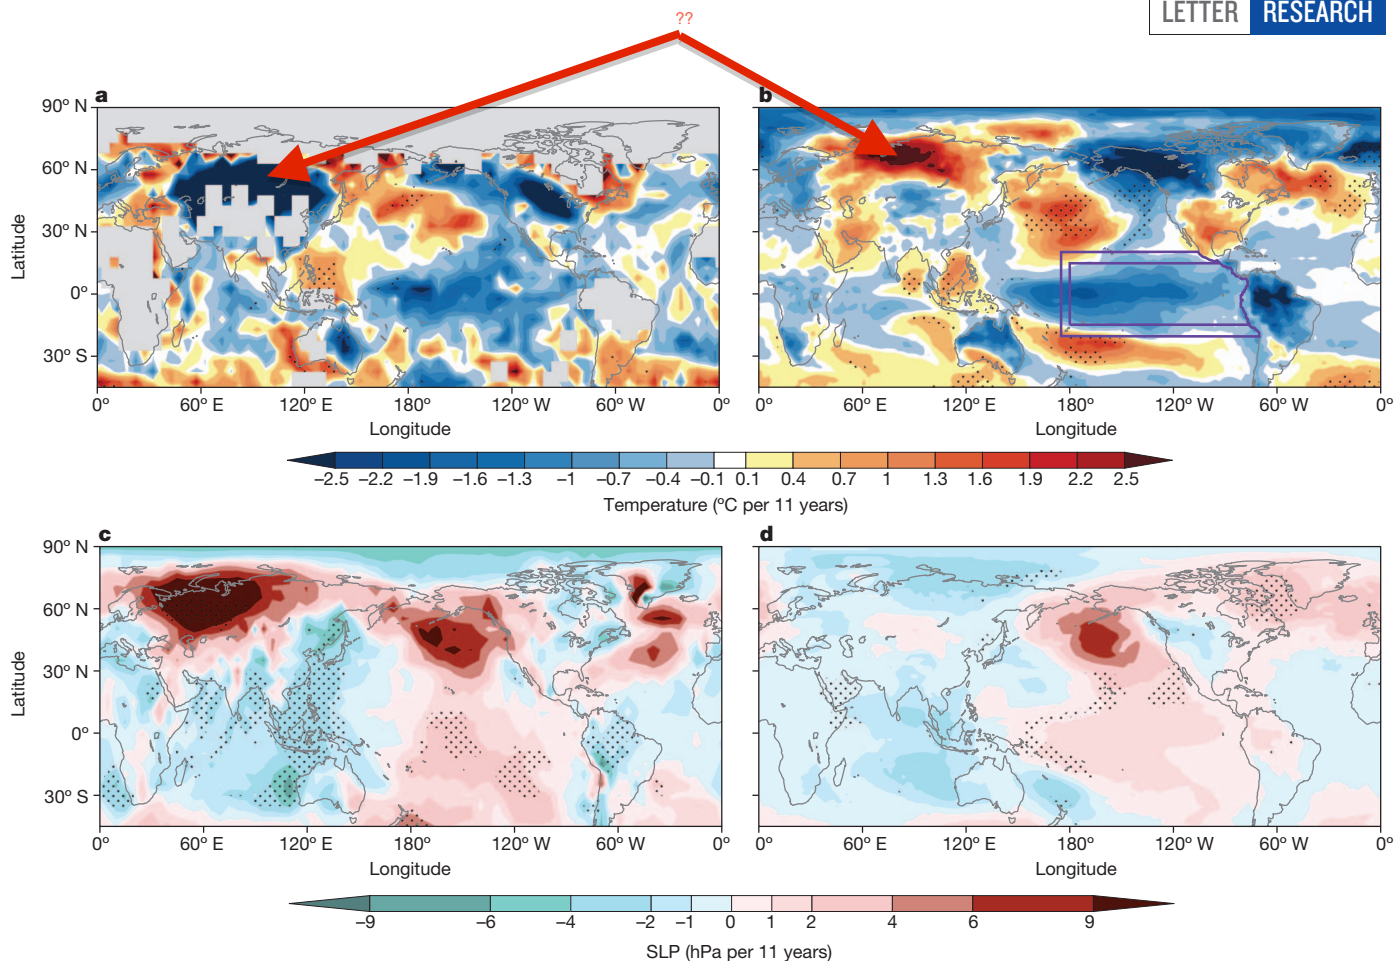 ??
LETTER RESEARCH
a
b
90° N
60° N
30° N
0°
30° S
Latitude
0° 60° E 120° E 180° 120° W 60° W 0°
Longitude
0° 60° E 120° E 180° 120° W 60° W 0°
Longitude
−2.5 −2.2 −1.9 −1.6 −1.3 −1 −0.7 −0.4 −0.1 0.1 0.4 0.7 1 1.3 1.6 1.9 2.2 2.5
Temperature (°C per 11 years)
c
d
90° N
60° N
30° N
0°
30° S
Latitude
0° 60° E 120° E 180° 120° W 60° W 0°
Longitude
0° 60° E 120° E 180° 120° W 60° W 0°
Longitude
−9 −6 −4 −2 −1 0 1 2 4 6 9
SLP (hPa per 11 years)